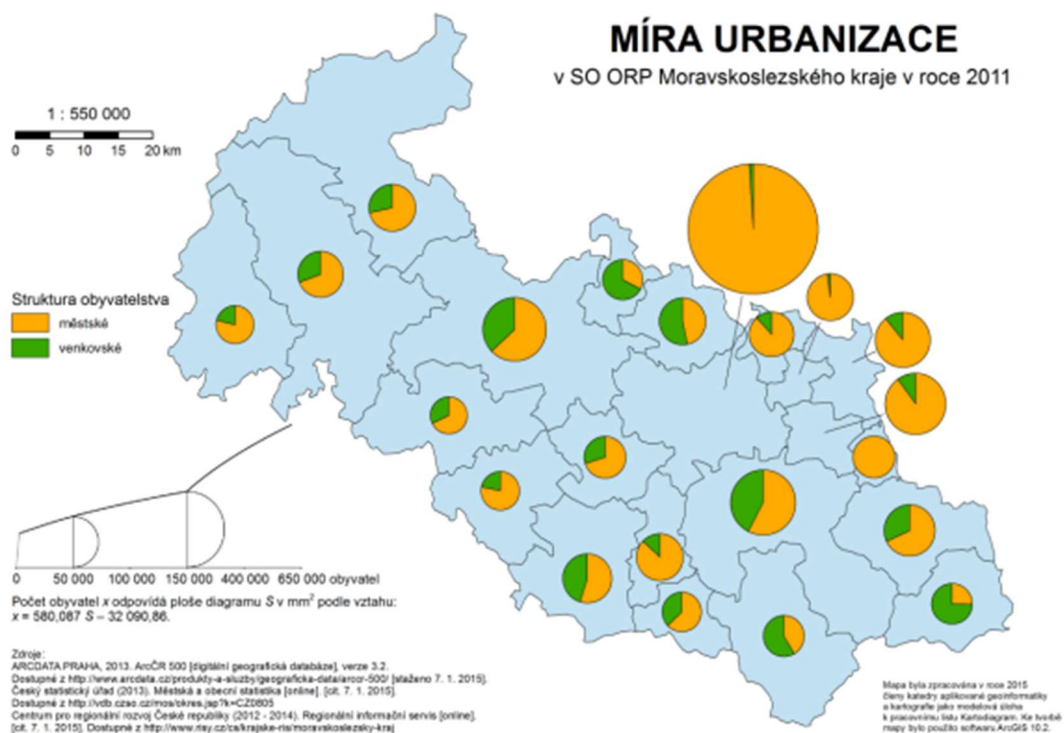 MÍRA URBANIZACE
v SO ORP Moravskoslezského kraje v roce 2011
1 : 550 000
0 5 10 15 20 km
Struktura obyvatelstva
městské
venkovské
0 50 000 100 000 150 000 400 000 650 000 obyvatel
Počet obyvatel x odpovídá ploše diagramu S v mm² podle vztahu:
x = 580,087 S – 32 090,86.
Zdroje:
ARCDATA PRAHA, 2013. ArcČR 500 [digitální geografická databáze], verze 3.2.
Dostupné z http://www.arcdata.cz/produkty-a-sluzby/geograficka-data/arccr-500/ [staženo 7. 1. 2015].
Český statistický úřad (2013). Městská a obecní statistika [online]. [cit. 7. 1. 2015].
Dostupné z http://vdb.czso.cz/mos/okres.jsp?k=CZ0805
Centrum pro regionální rozvoj České republiky (2012 - 2014). Regionální informační servis [online].
[cit. 7. 1. 2015]. Dostupné z http://www.risy.cz/cs/krajske-ris/moravskoslezsky-kraj
Mapa byla zpracována v roce 2015
členy katedry aplikované geoinformatiky
a kartografie jako modelová úloha
k pracovnímu listu Kartodiagram. Ke tvorbě
mapy bylo použito softwaru ArcGIS 10.2.